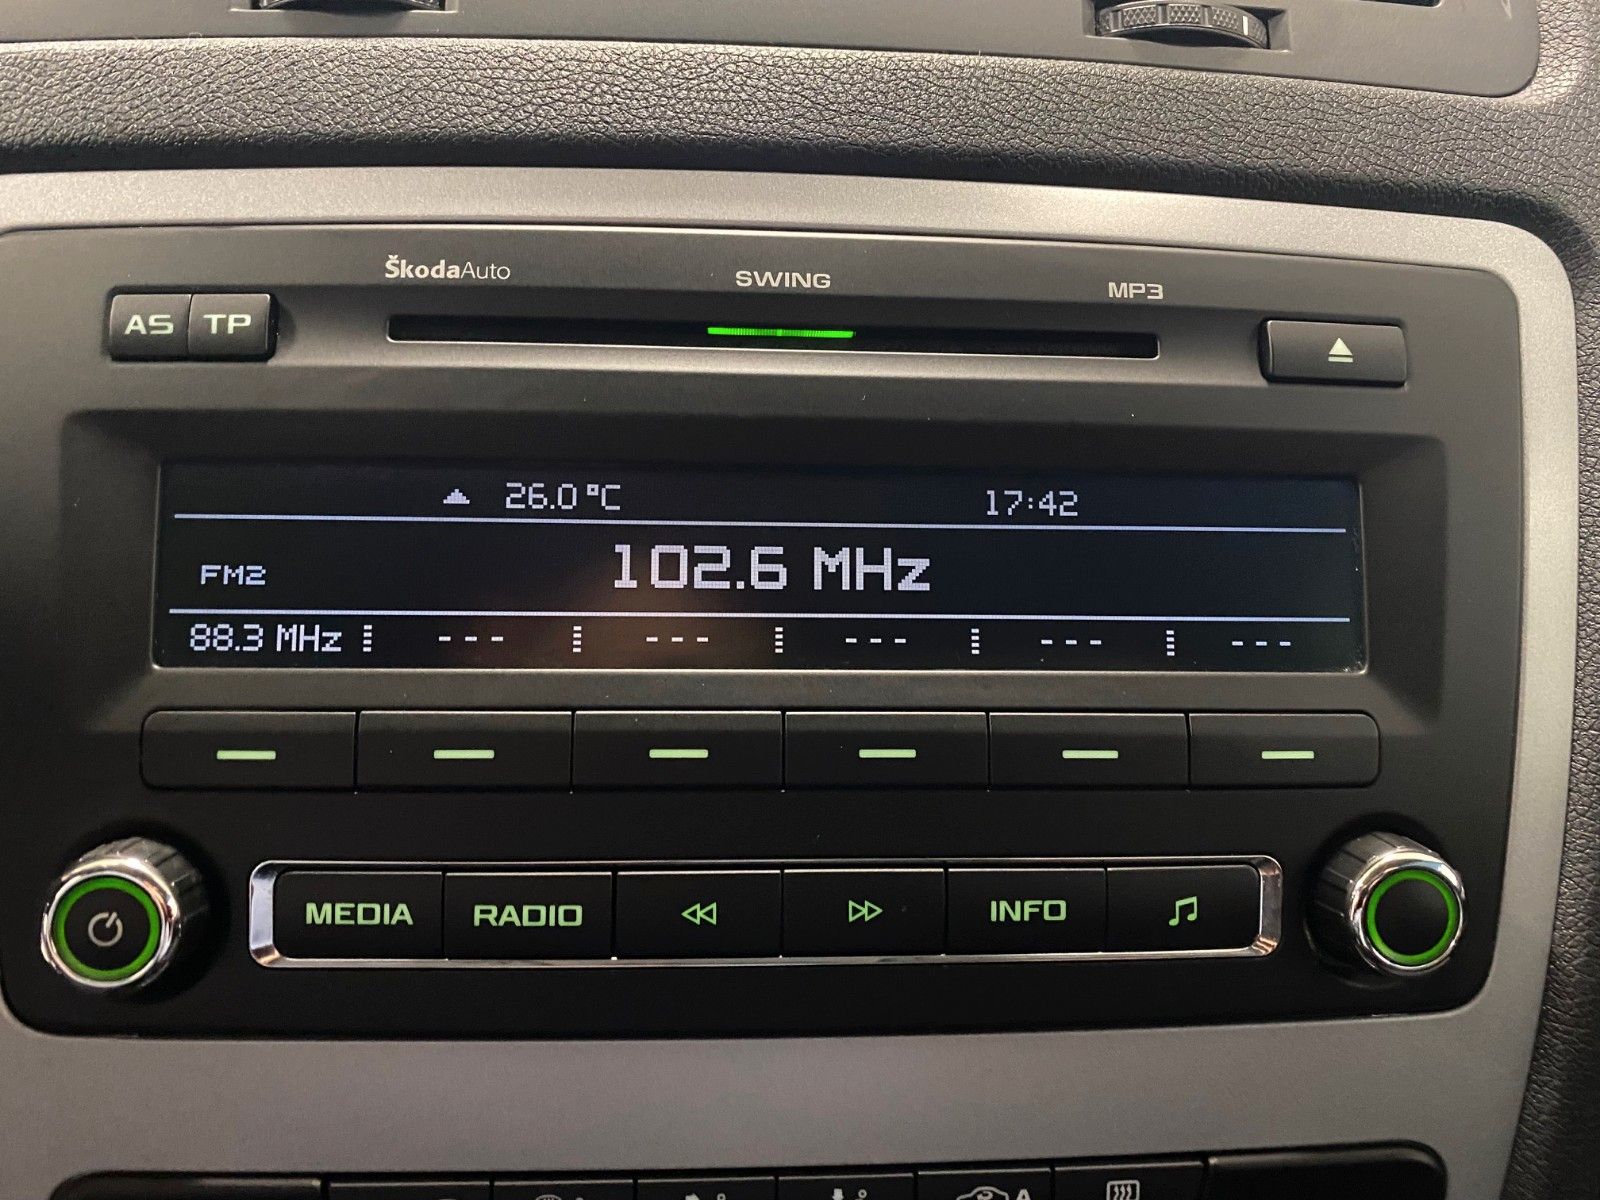 ŠkodaAuto
SWING
MP3
AS TP
26.0 °C 17:42
FM2 102.6 MHz
88.3 MHz --- --- --- --- ---
MEDIA RADIO INFO
A